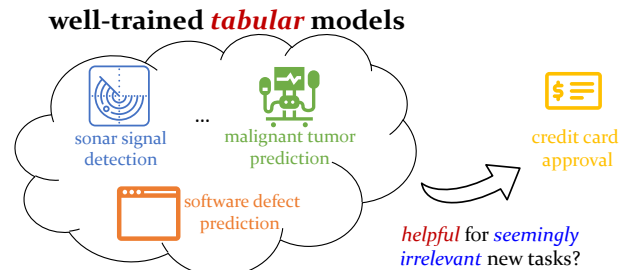 well-trained tabular models
sonar signal
detection
...
malignant tumor
prediction
software defect
prediction
$
credit card
approval
helpful for seemingly
irrelevant new tasks?